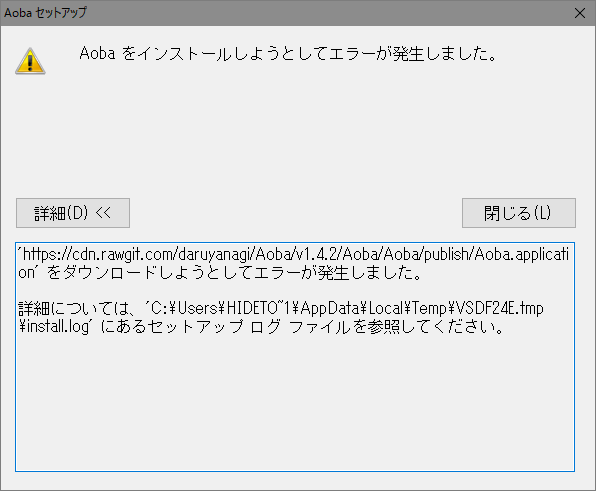 Aoba セットアップ
Aoba をインストールしようとしてエラーが発生しました。
詳細(D) <<
閉じる(L)
'https://cdn.rawgit.com/daruyanagi/Aoba/v1.4.2/Aoba/Aoba/publish/Aoba.applicati
on' をダウンロードしようとしてエラーが発生しました。
詳細については、'C:¥Users¥HIDETO~1¥AppData¥Local¥Temp¥VSDF24E.tmp
¥install.log' にあるセットアップ ログ ファイルを参照してください。